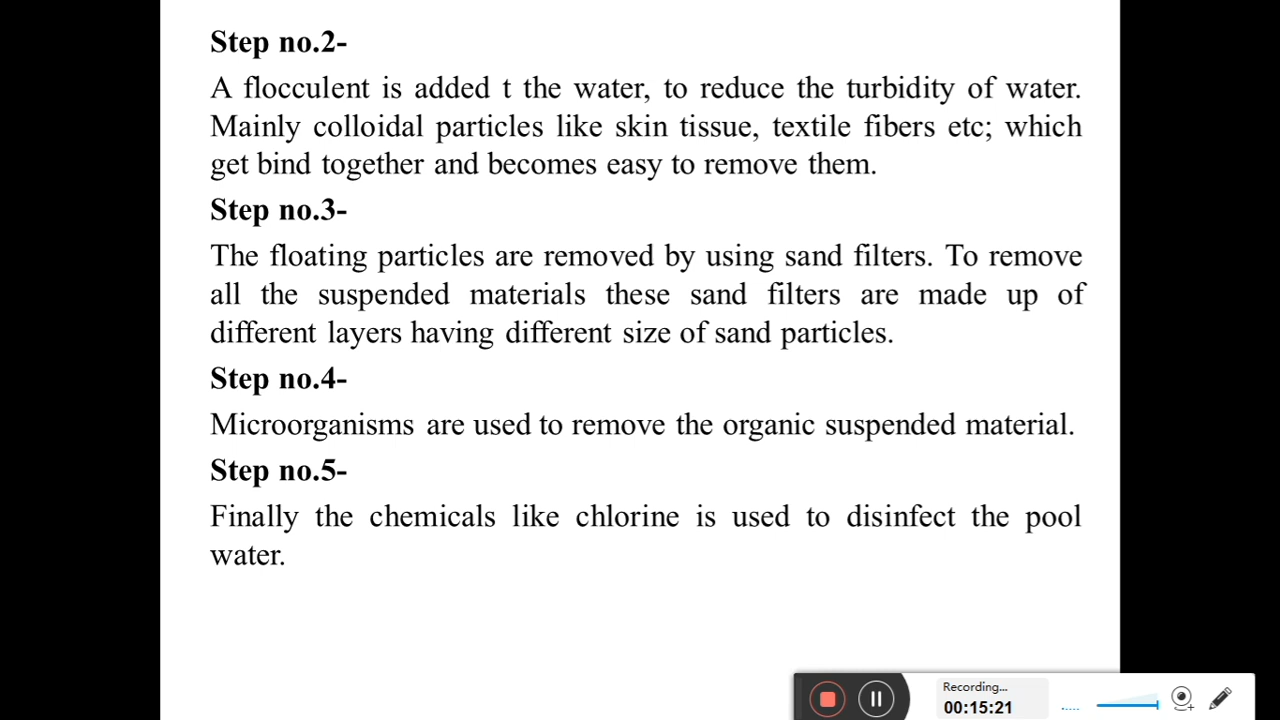 Step no.2-
A flocculent is added t the water, to reduce the turbidity of water.
Mainly colloidal particles like skin tissue, textile fibers etc; which
get bind together and becomes easy to remove them.
Step no.3-
The floating particles are removed by using sand filters. To remove
all the suspended materials these sand filters are made up of
different layers having different size of sand particles.
Step no.4-
Microorganisms are used to remove the organic suspended material.
Step no.5-
Finally the chemicals like chlorine is used to disinfect the pool
water.
Recording...
00:15:21